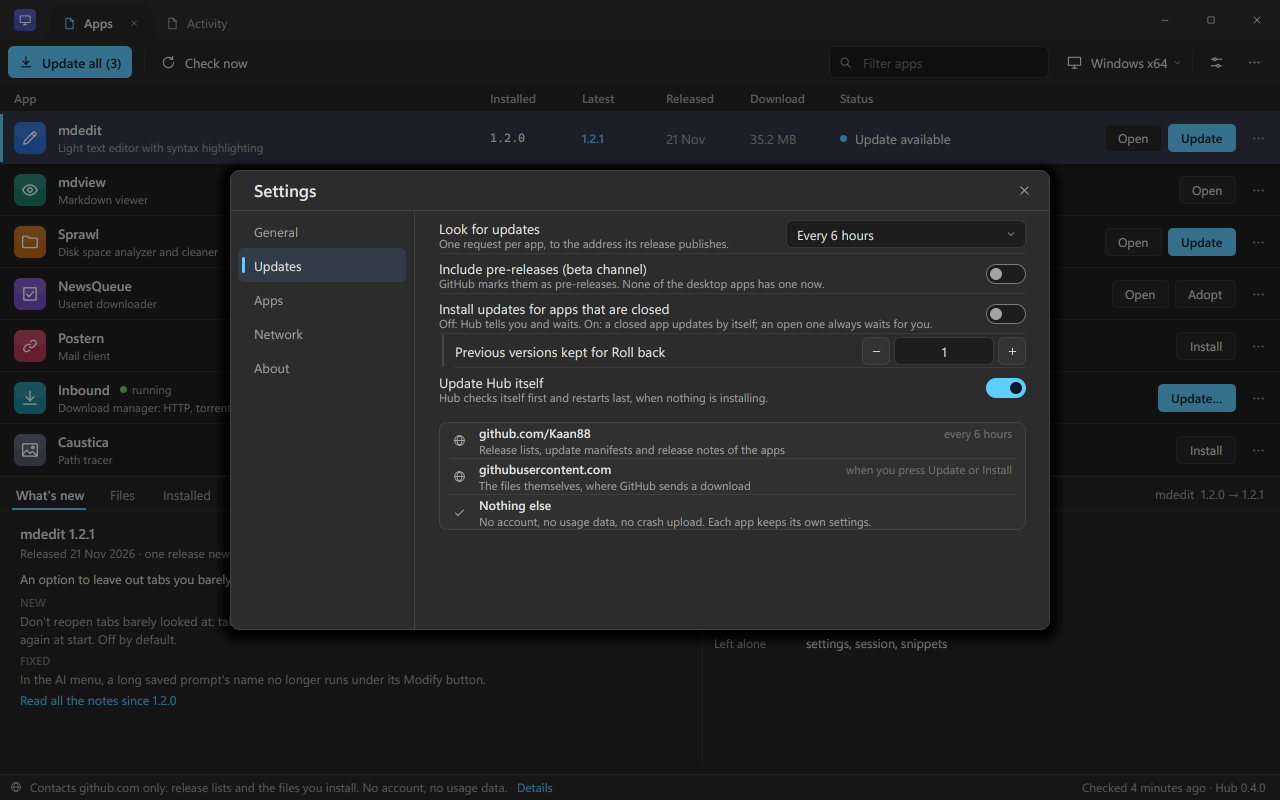 Apps
Activity
Update all (3)
Check now
Filter apps
Windows x64
App Installed Latest Released Download Status
mdedit
Light text editor with syntax highlighting
1.2.0 1.2.1 21 Nov 35.2 MB Update available
Open Update
mdview
Markdown viewer
Open
Sprawl
Disk space analyzer and cleaner
Open Update
NewsQueue
Usenet downloader
Open Adopt
Postern
Mail client
Install
Inbound running
Download manager: HTTP, torrent
Update...
Caustica
Path tracer
Install
Settings
General
Updates
Apps
Network
About
Look for updates
One request per app, to the address its release publishes.
Every 6 hours
Include pre-releases (beta channel)
GitHub marks them as pre-releases. None of the desktop apps has one now.
Install updates for apps that are closed
Off: Hub tells you and waits. On: a closed app updates by itself; an open one always waits for you.
Previous versions kept for Roll back
− 1 +
Update Hub itself
Hub checks itself first and restarts last, when nothing is installing.
github.com/Kaan88 every 6 hours
Release lists, update manifests and release notes of the apps
githubusercontent.com when you press Update or Install
The files themselves, where GitHub sends a download
Nothing else
No account, no usage data, no crash upload. Each app keeps its own settings.
What's new Files Installed
mdedit 1.2.0 → 1.2.1
mdedit 1.2.1
Released 21 Nov 2026 · one release new
An option to leave out tabs you barely
NEW
Don't reopen tabs barely looked at: ta
again at start. Off by default.
FIXED
In the AI menu, a long saved prompt's name no longer runs under its Modify button.
Read all the notes since 1.2.0
Left alone settings, session, snippets
Contacts github.com only: release lists and the files you install. No account, no usage data. Details
Checked 4 minutes ago · Hub 0.4.0